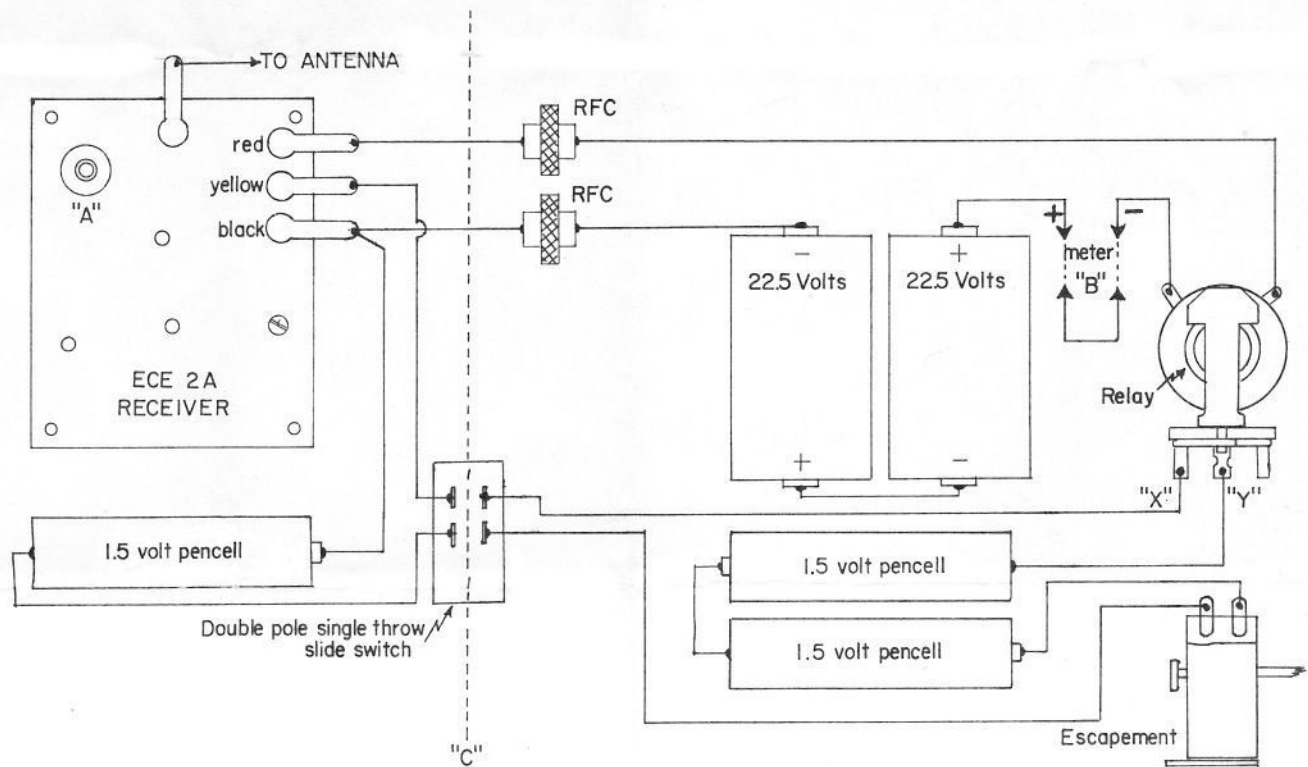 TO ANTENNA
RFC
red
"A"
yellow
RFC
black
+
-
meter
"B"
-
22.5 Volts
+
22.5 Volts
ECE 2A
RECEIVER
Relay
+
-
"X"
"Y"
1.5 volt pencell
1.5 volt pencell
Double pole single throw
slide switch
1.5 volt pencell
Escapement
"C"